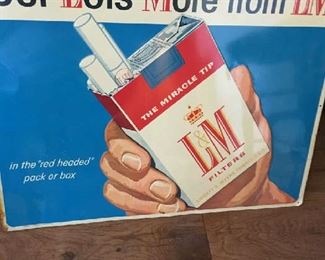 Lots More from L&M
THE MIRACLE TIP
L&M
FILTERS
in the "red headed"
pack or box